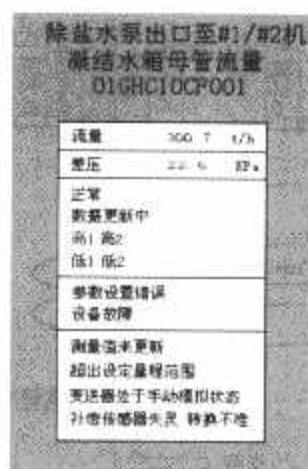 除盐水泵出口至#1/#2机
凝结水箱母管流量
01GHC10CF001
流量 300 7 t/h
差压 KPa
正常
数据更新中
高1 高2
低1 低2
参数设置错误
设备故障
测量值未更新
超出设定量程范围
变送器处于手动模拟状态
补偿传感器失灵 转换不准